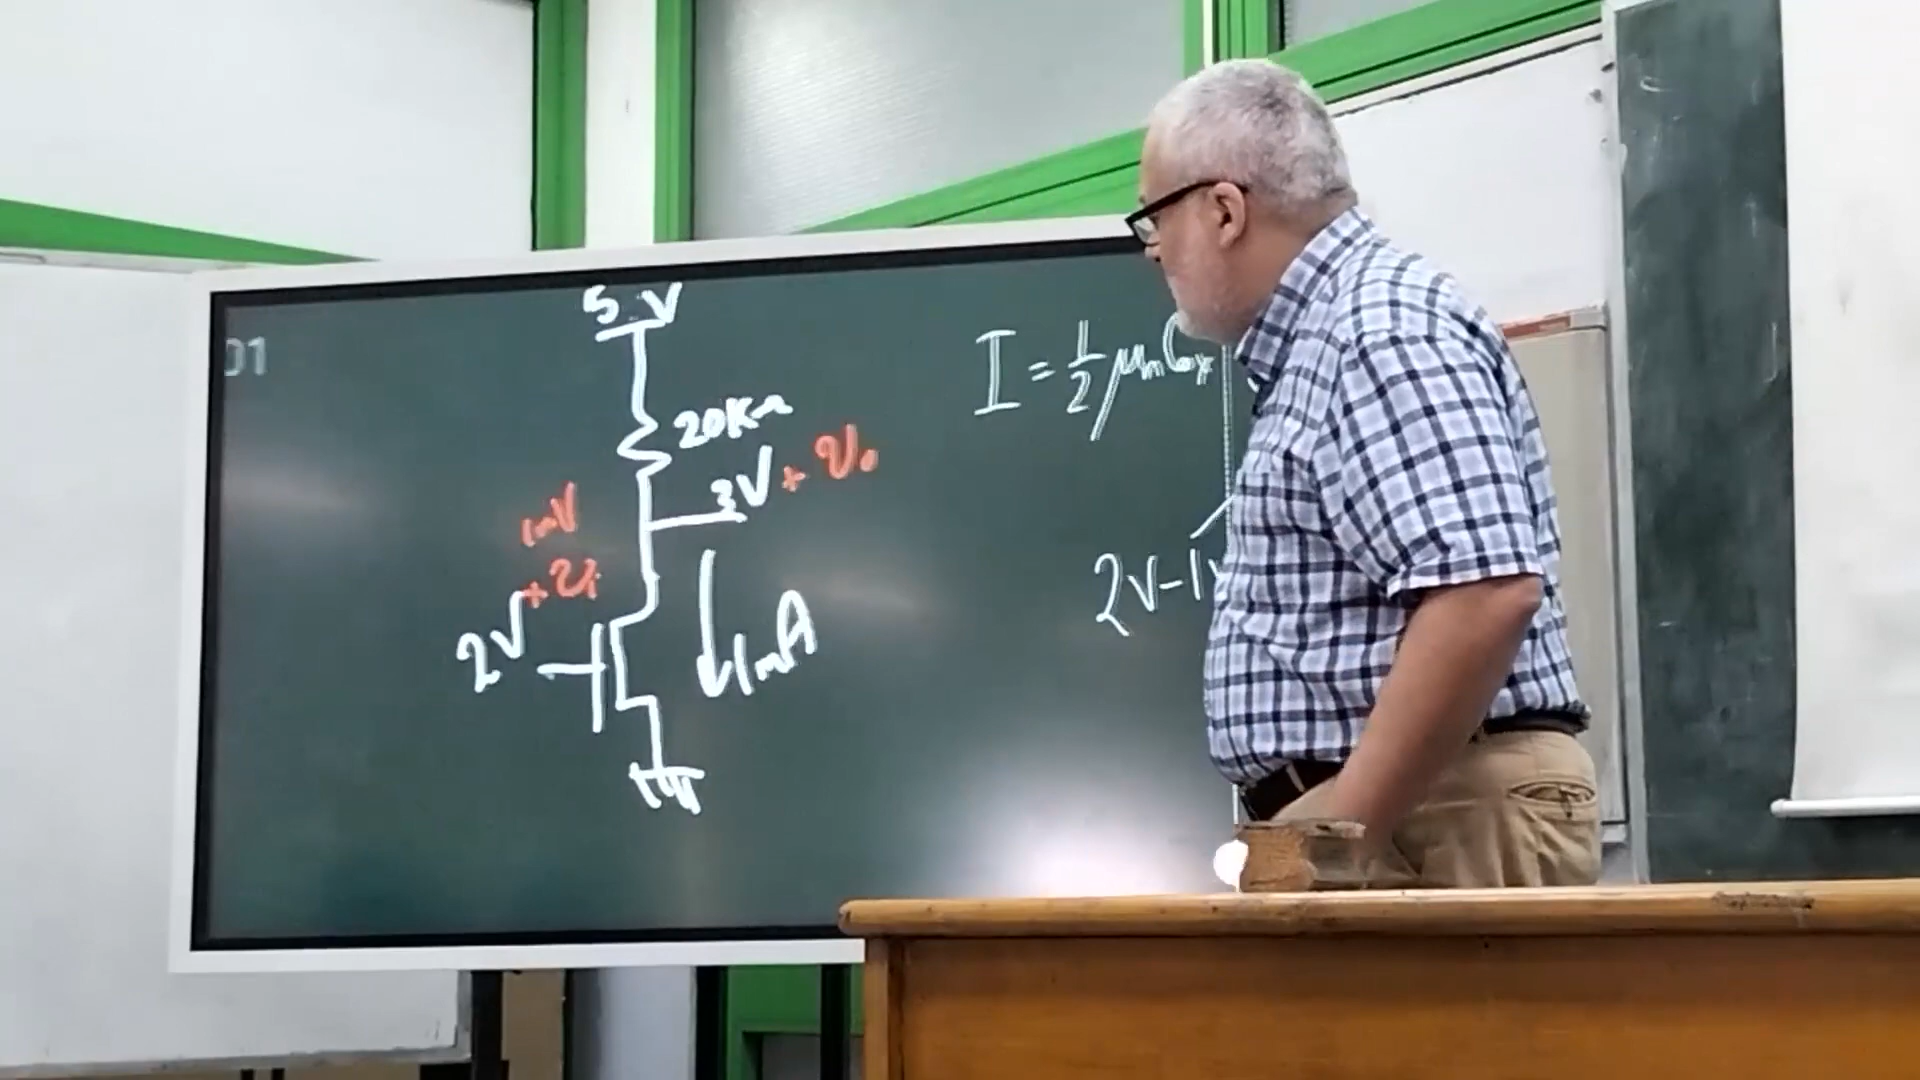 01
5 V
20KΩ
3V + v₀
1mV
+ vᵢ
2V
1mA
I = 1/2 μₙCₒₓ
2V-1V